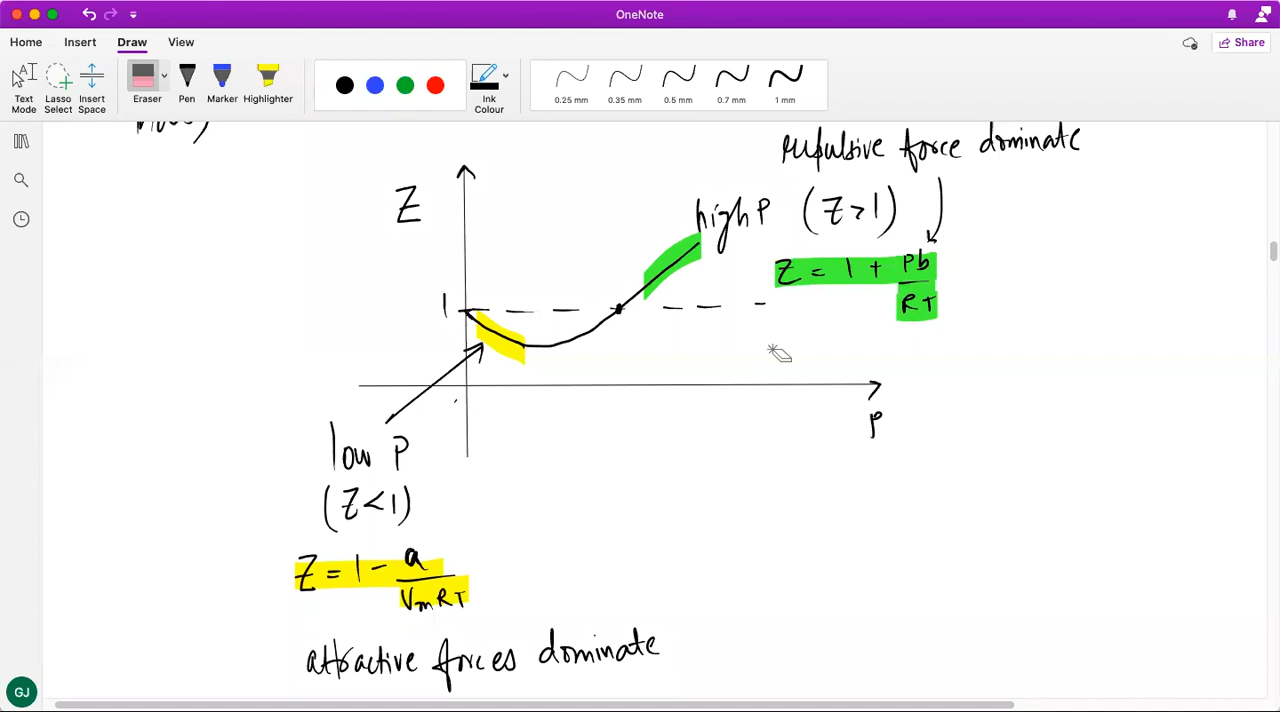 OneNote
Home Insert Draw View
Share
Text Mode
Lasso Select
Insert Space
Eraser
Pen
Marker
Highlighter
Ink Colour
0.25 mm 0.35 mm 0.5 mm 0.7 mm 1 mm
repulsive force dominate
Z
high P (Z>1)
Z = 1 + Pb/RT
1
P
low P
(Z<1)
Z = 1 - a/VmRT
attractive forces dominate
GJ